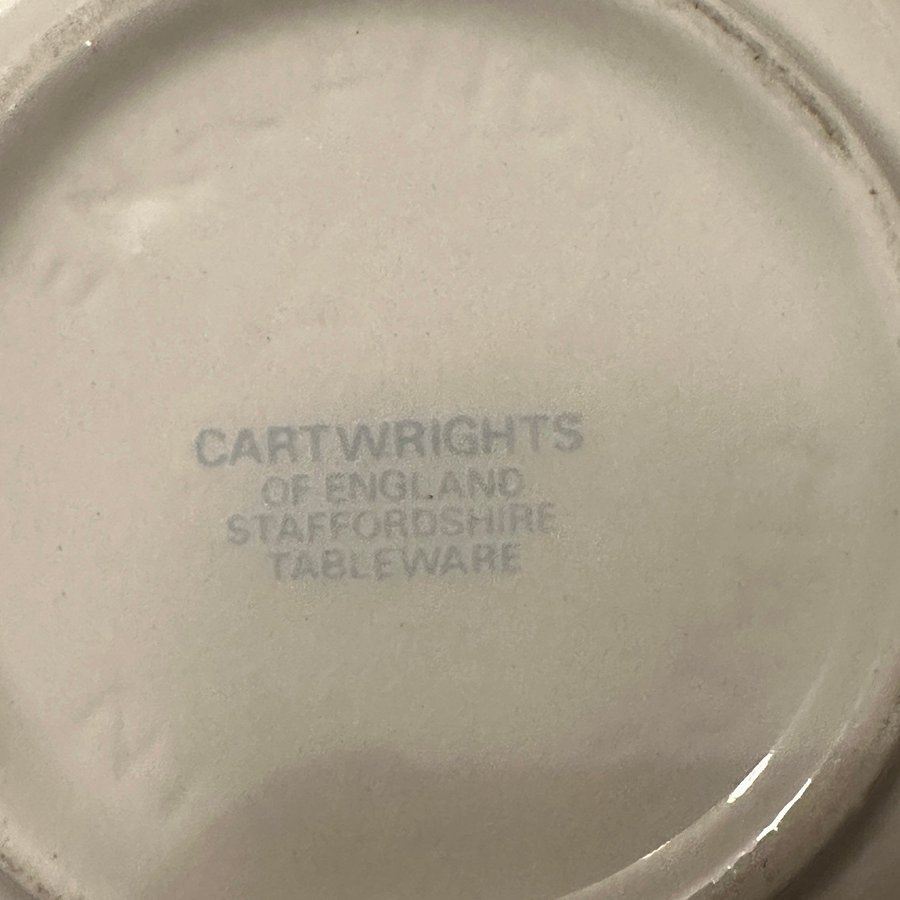 CARTWRIGHTS
OF ENGLAND
STAFFORDSHIRE
TABLEWARE